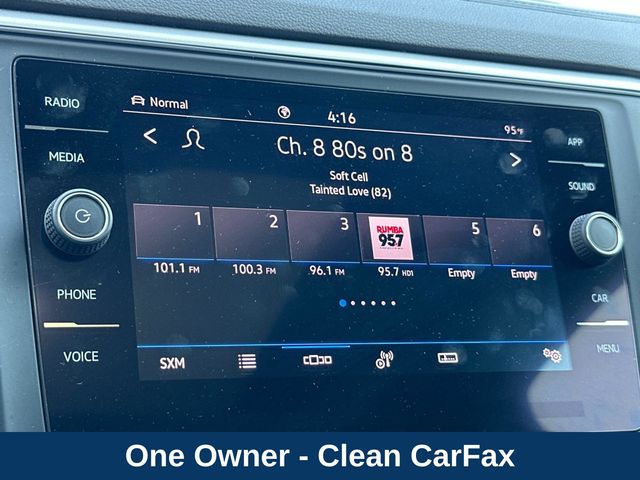 RADIO
MEDIA
PHONE
VOICE
Normal
4:16
95°F
Ch. 8 80s on 8
Soft Cell
Tainted Love (82)
1
2
3
RUMBA
95.7
5
6
101.1 FM
100.3 FM
96.1 FM
95.7 HD1
Empty
Empty
SXM
APP
SOUND
CAR
MENU
One Owner - Clean CarFax